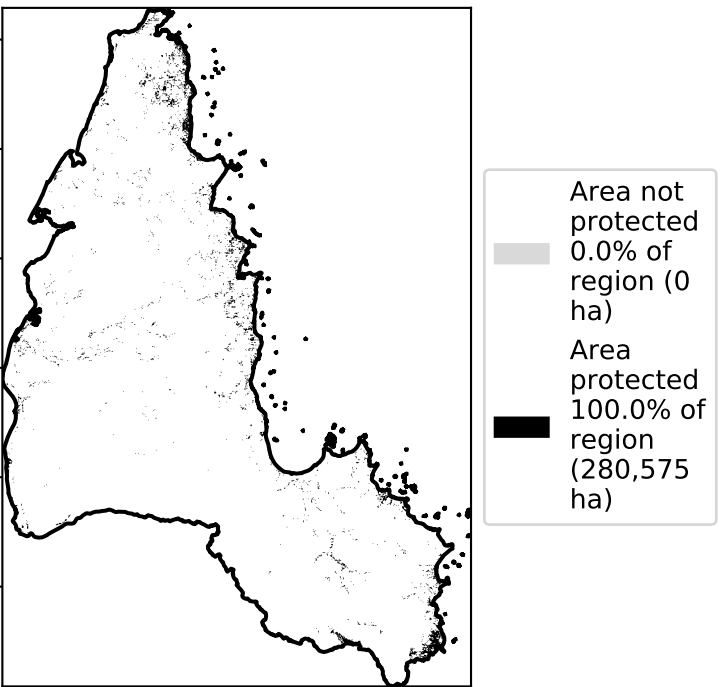 Area not
protected
0.0% of
region (0
ha)
Area
protected
100.0% of
region
(280,575
ha)